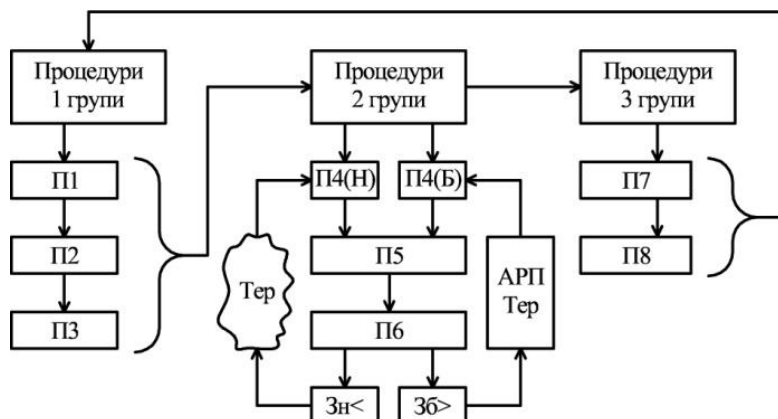 Процедури
1 групи
Процедури
2 групи
Процедури
3 групи
П1
П4(Н)
П4(Б)
П7
П2
Тер
П5
АРП
Тер
П8
П3
П6
Зн<
Зб>